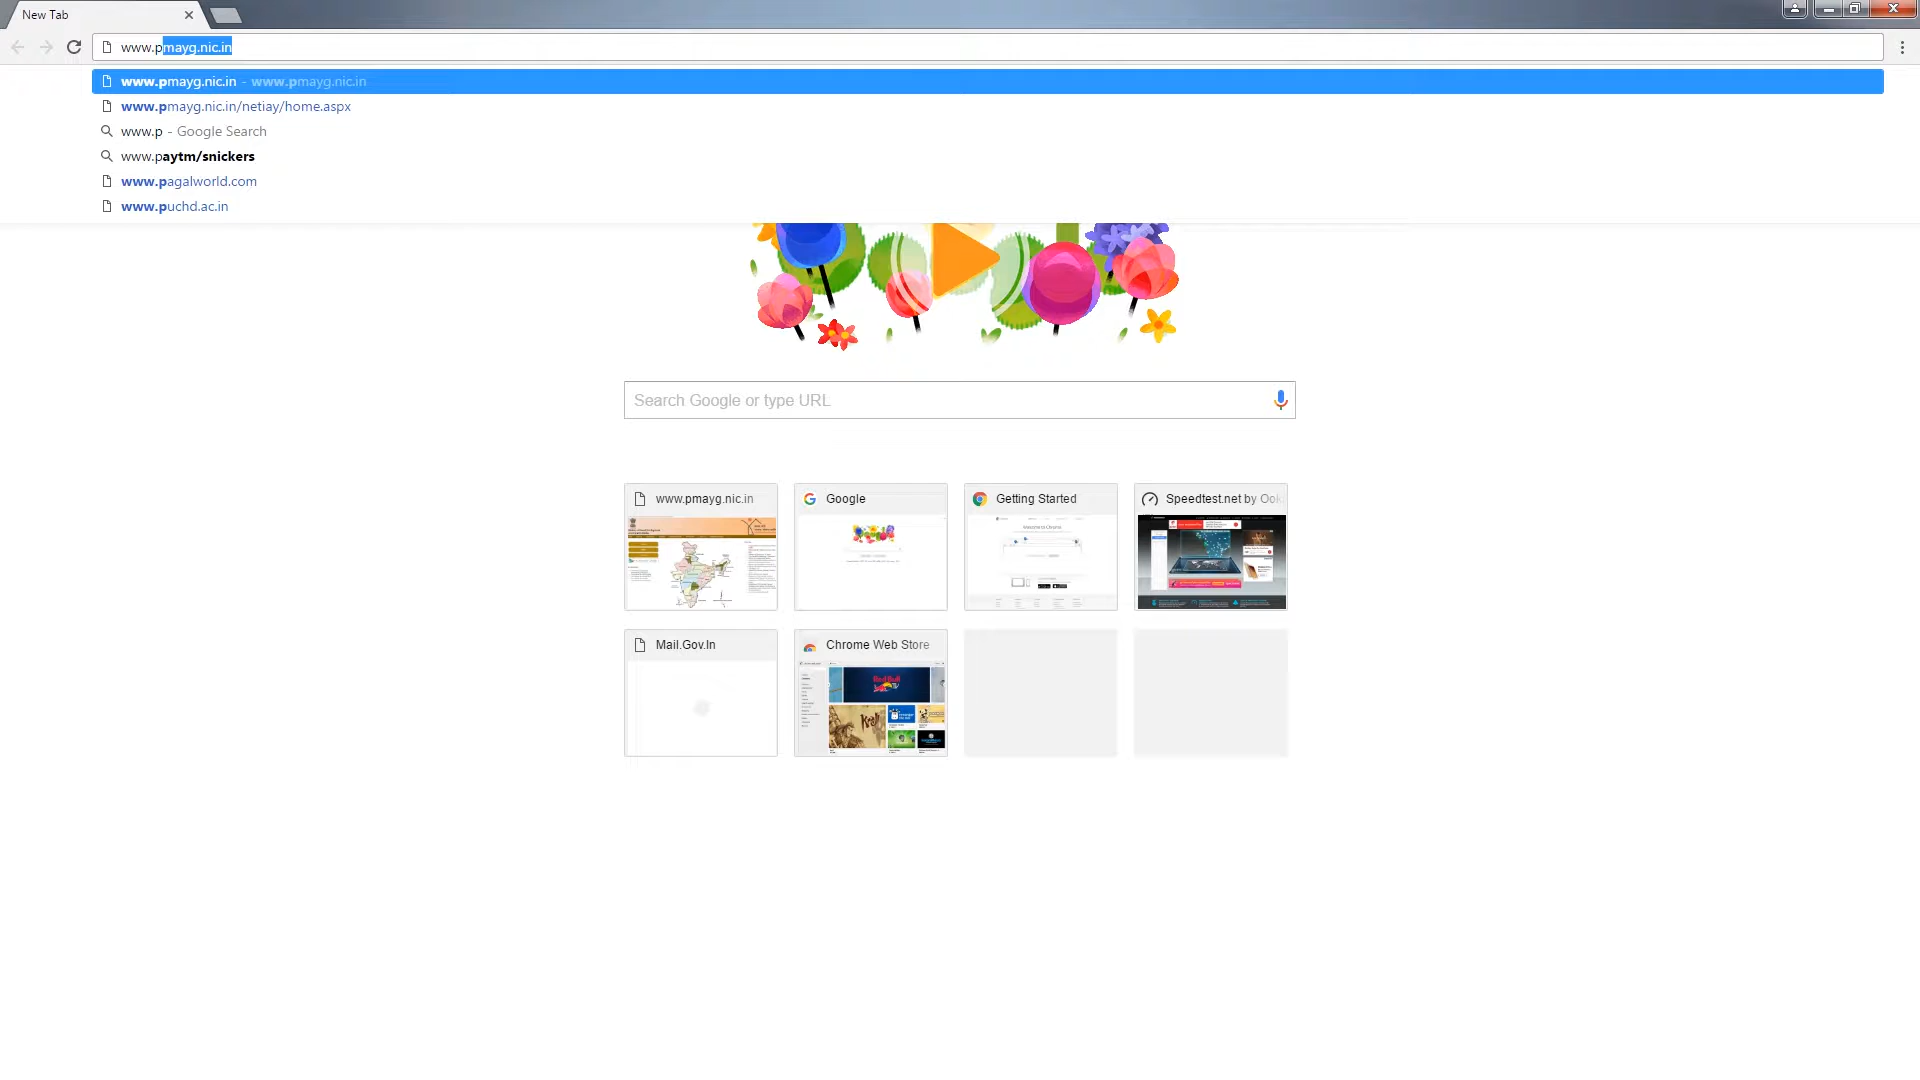 New Tab
www.pmayg.nic.in
www.pmayg.nic.in - www.pmayg.nic.in
www.pmayg.nic.in/netiay/home.aspx
www.p - Google Search
www.paytm/snickers
www.pagalworld.com
www.puchd.ac.in
Search Google or type URL
www.pmayg.nic.in
Google
Getting Started
Speedtest.net by Ook
Mail.Gov.In
Chrome Web Store